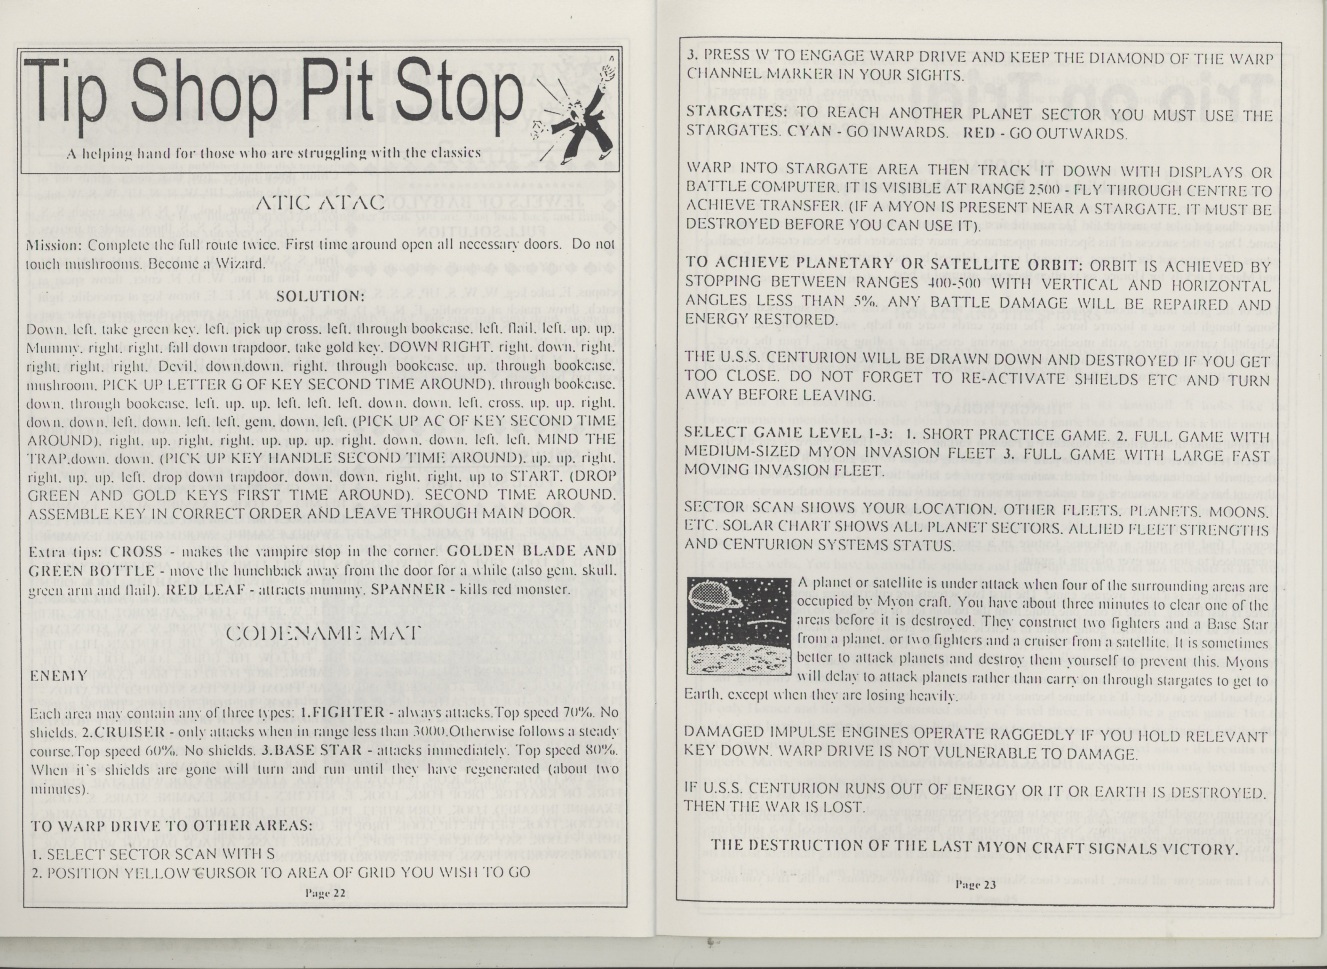 Tip Shop Pit Stop
A helping hand for those who are struggling with the classics
ATIC ATAC
Mission: Complete the full route twice. First time around open all necessary doors. Do not
touch mushrooms. Become a Wizard.
SOLUTION:
Down, left, take green key, left, pick up cross, left, through bookcase, left, flail, left, up, up,
Mummy, right, right, fall down trapdoor, take gold key, DOWN RIGHT, right, down, right,
right, right, right, Devil, down,down, right, through bookcase, up, through bookcase,
mushroom, PICK UP LETTER G OF KEY SECOND TIME AROUND), through bookcase,
down, through bookcase, left, up, up, left, left, left, down, down, left, cross, up, up, right,
down, down, left, down, left, left, gem, down, left, (PICK UP AC OF KEY SECOND TIME
AROUND), right, up, right, right, up, up, up, right, down, down, left, left, MIND THE
TRAP,down, down, (PICK UP KEY HANDLE SECOND TIME AROUND), up, up, right,
right, up, up, left, drop down trapdoor, down, down, right, right, up to START, (DROP
GREEN AND GOLD KEYS FIRST TIME AROUND). SECOND TIME AROUND,
ASSEMBLE KEY IN CORRECT ORDER AND LEAVE THROUGH MAIN DOOR.
Extra tips: CROSS - makes the vampire stop in the corner. GOLDEN BLADE AND
GREEN BOTTLE - move the hunchback away from the door for a while (also gem, skull,
green arm and flail). RED LEAF - attracts mummy. SPANNER - kills red monster.
CODENAME MAT
ENEMY
Each area may contain any of three types: 1.FIGHTER - always attacks.Top speed 70%. No
shields. 2.CRUISER - only attacks when in range less than 3000.Otherwise follows a steady
course.Top speed 60%. No shields. 3.BASE STAR - attacks immediately. Top speed 80%.
When it's shields are gone will turn and run until they have regenerated (about two
minutes).
TO WARP DRIVE TO OTHER AREAS:
1. SELECT SECTOR SCAN WITH S
2. POSITION YELLOW CURSOR TO AREA OF GRID YOU WISH TO GO
Page 22
3. PRESS W TO ENGAGE WARP DRIVE AND KEEP THE DIAMOND OF THE WARP
CHANNEL MARKER IN YOUR SIGHTS.
STARGATES: TO REACH ANOTHER PLANET SECTOR YOU MUST USE THE
STARGATES. CYAN - GO INWARDS. RED - GO OUTWARDS.
WARP INTO STARGATE AREA THEN TRACK IT DOWN WITH DISPLAYS OR
BATTLE COMPUTER. IT IS VISIBLE AT RANGE 2500 - FLY THROUGH CENTRE TO
ACHIEVE TRANSFER. (IF A MYON IS PRESENT NEAR A STARGATE, IT MUST BE
DESTROYED BEFORE YOU CAN USE IT).
TO ACHIEVE PLANETARY OR SATELLITE ORBIT: ORBIT IS ACHIEVED BY
STOPPING BETWEEN RANGES 400-500 WITH VERTICAL AND HORIZONTAL
ANGLES LESS THAN 5%. ANY BATTLE DAMAGE WILL BE REPAIRED AND
ENERGY RESTORED.
THE U.S.S. CENTURION WILL BE DRAWN DOWN AND DESTROYED IF YOU GET
TOO CLOSE. DO NOT FORGET TO RE-ACTIVATE SHIELDS ETC AND TURN
AWAY BEFORE LEAVING.
SELECT GAME LEVEL 1-3: 1. SHORT PRACTICE GAME. 2. FULL GAME WITH
MEDIUM-SIZED MYON INVASION FLEET 3. FULL GAME WITH LARGE FAST
MOVING INVASION FLEET.
SECTOR SCAN SHOWS YOUR LOCATION, OTHER FLEETS, PLANETS, MOONS,
ETC. SOLAR CHART SHOWS ALL PLANET SECTORS, ALLIED FLEET STRENGTHS
AND CENTURION SYSTEMS STATUS.
A planet or satellite is under attack when four of the surrounding areas are
occupied by Myon craft. You have about three minutes to clear one of the
areas before it is destroyed. They construct two fighters and a Base Star
from a planet, or two fighters and a cruiser from a satellite. It is sometimes
better to attack planets and destroy them yourself to prevent this. Myons
will delay to attack planets rather than carry on through stargates to get to
Earth, except when they are losing heavily.
DAMAGED IMPULSE ENGINES OPERATE RAGGEDLY IF YOU HOLD RELEVANT
KEY DOWN. WARP DRIVE IS NOT VULNERABLE TO DAMAGE.
IF U.S.S. CENTURION RUNS OUT OF ENERGY OR IT OR EARTH IS DESTROYED,
THEN THE WAR IS LOST.
THE DESTRUCTION OF THE LAST MYON CRAFT SIGNALS VICTORY.
Page 23